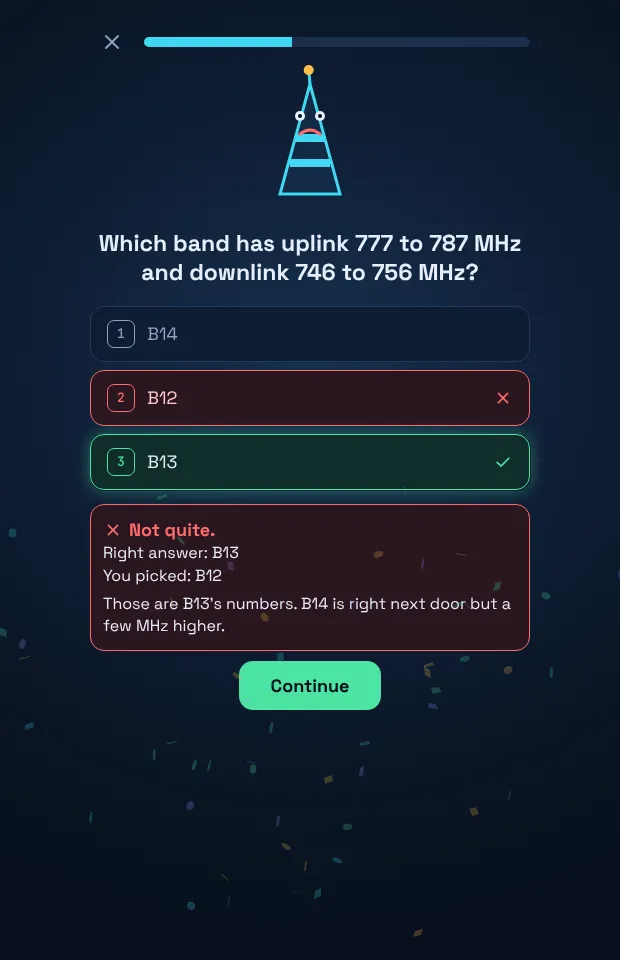 Which band has uplink 777 to 787 MHz
and downlink 746 to 756 MHz?
1 B14
2 B12
3 B13
Not quite.
Right answer: B13
You picked: B12
Those are B13's numbers. B14 is right next door but a
few MHz higher.
Continue